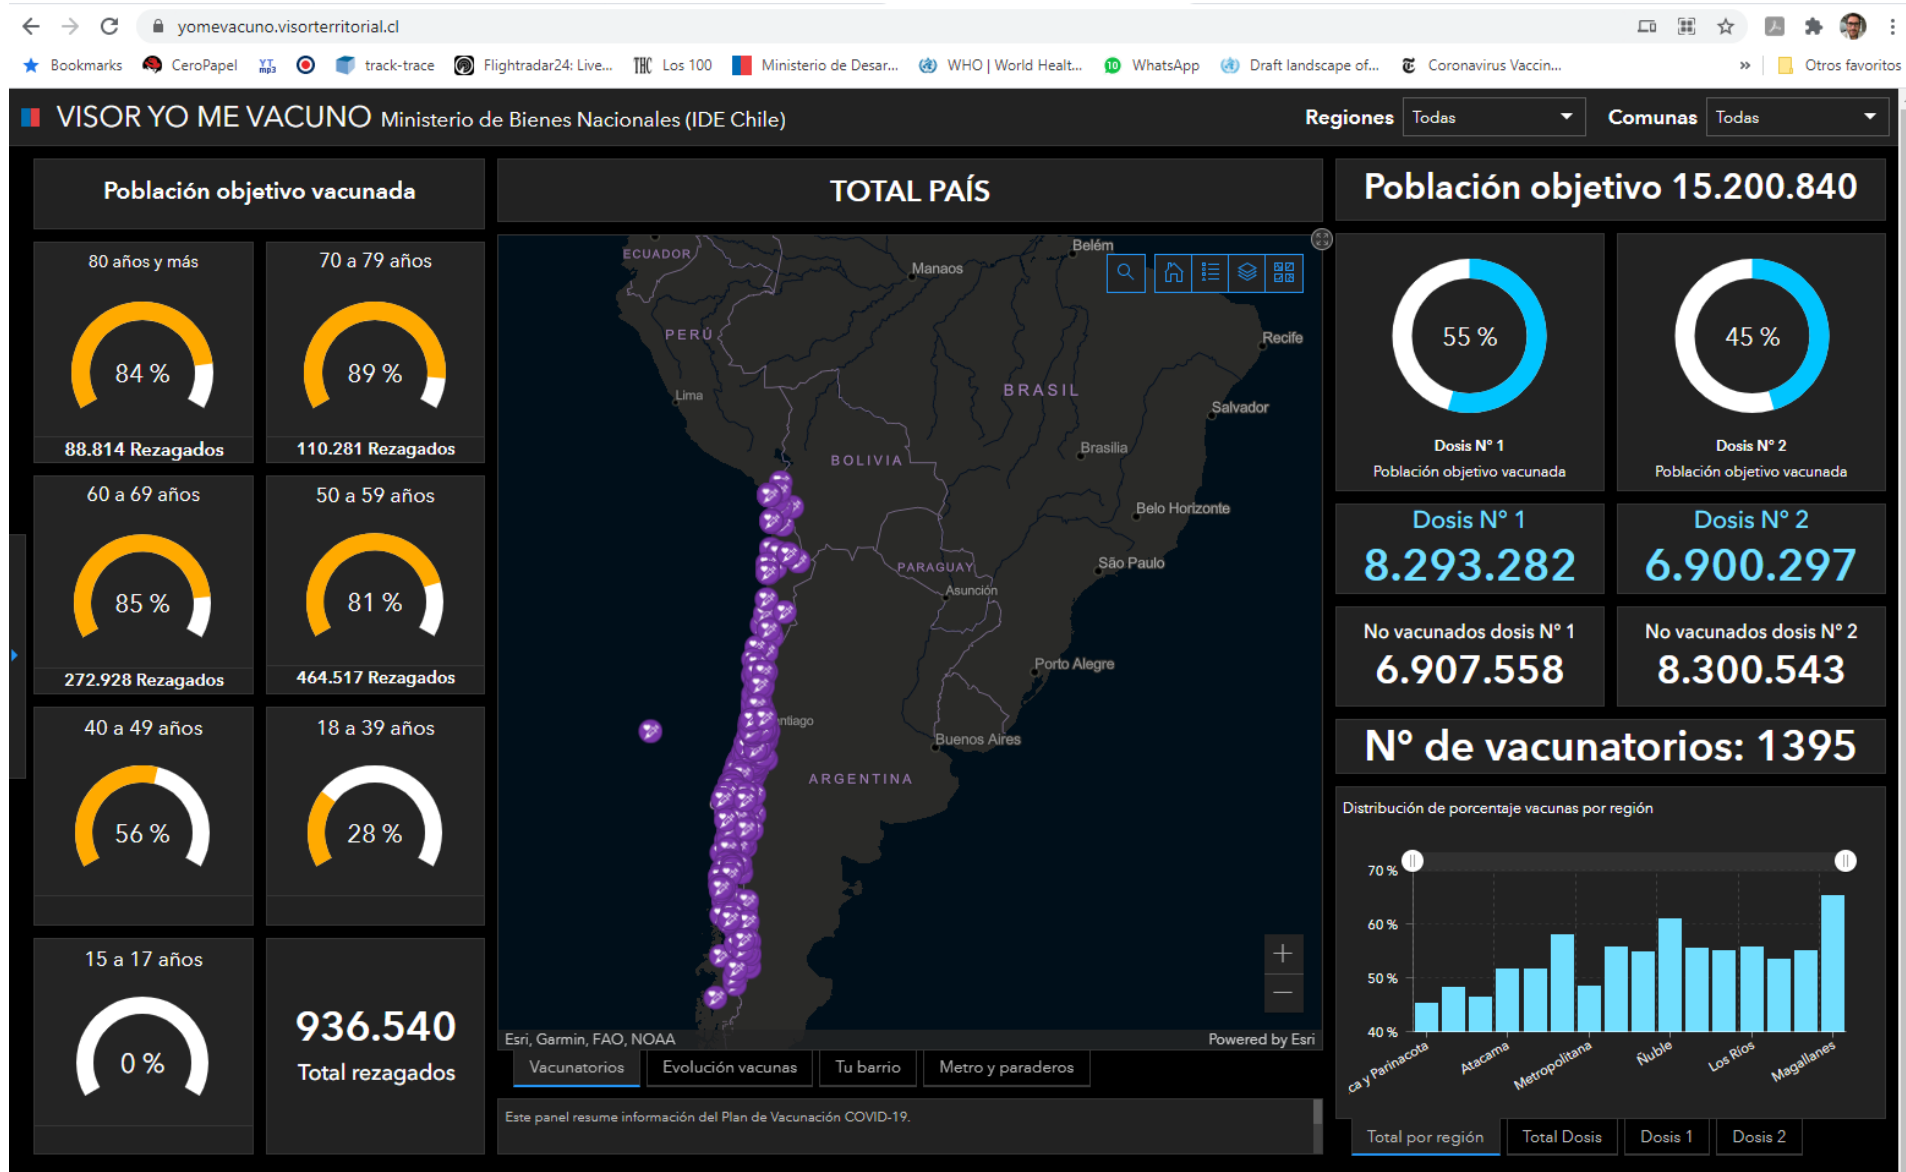 yomevacuno.visorterritorial.cl
Bookmarks
CeroPapel
YT mp3
track-trace
Flightradar24: Live...
THC Los 100
Ministerio de Desar...
WHO | World Healt...
10 WhatsApp
Draft landscape of...
Coronavirus Vaccin...
»
Otros favoritos
VISOR YO ME VACUNO Ministerio de Bienes Nacionales (IDE Chile)
Regiones Todas
Comunas Todas
Población objetivo vacunada
80 años y más
84 %
88.814 Rezagados
70 a 79 años
89 %
110.281 Rezagados
60 a 69 años
85 %
272.928 Rezagados
50 a 59 años
81 %
464.517 Rezagados
40 a 49 años
56 %
18 a 39 años
28 %
15 a 17 años
0 %
936.540
Total rezagados
TOTAL PAÍS
ECUADOR
Belém
Manaos
PERÚ
Recife
Lima
BRASIL
Salvador
BOLIVIA
Brasilia
Belo Horizonte
PARAGUAY
São Paulo
Asunción
Porto Alegre
ntiago
Buenos Aires
ARGENTINA
+
−
Esri, Garmin, FAO, NOAA
Powered by Esri
Vacunatorios
Evolución vacunas
Tu barrio
Metro y paraderos
Este panel resume información del Plan de Vacunación COVID-19.
Población objetivo 15.200.840
55 %
Dosis N° 1
Población objetivo vacunada
45 %
Dosis N° 2
Población objetivo vacunada
Dosis N° 1
8.293.282
Dosis N° 2
6.900.297
No vacunados dosis N° 1
6.907.558
No vacunados dosis N° 2
8.300.543
N° de vacunatorios: 1395
Distribución de porcentaje vacunas por región
70 %
60 %
50 %
40 %
ca y Parinacota
Atacama
Metropolitana
Ñuble
Los Ríos
Magallanes
Total por región
Total Dosis
Dosis 1
Dosis 2